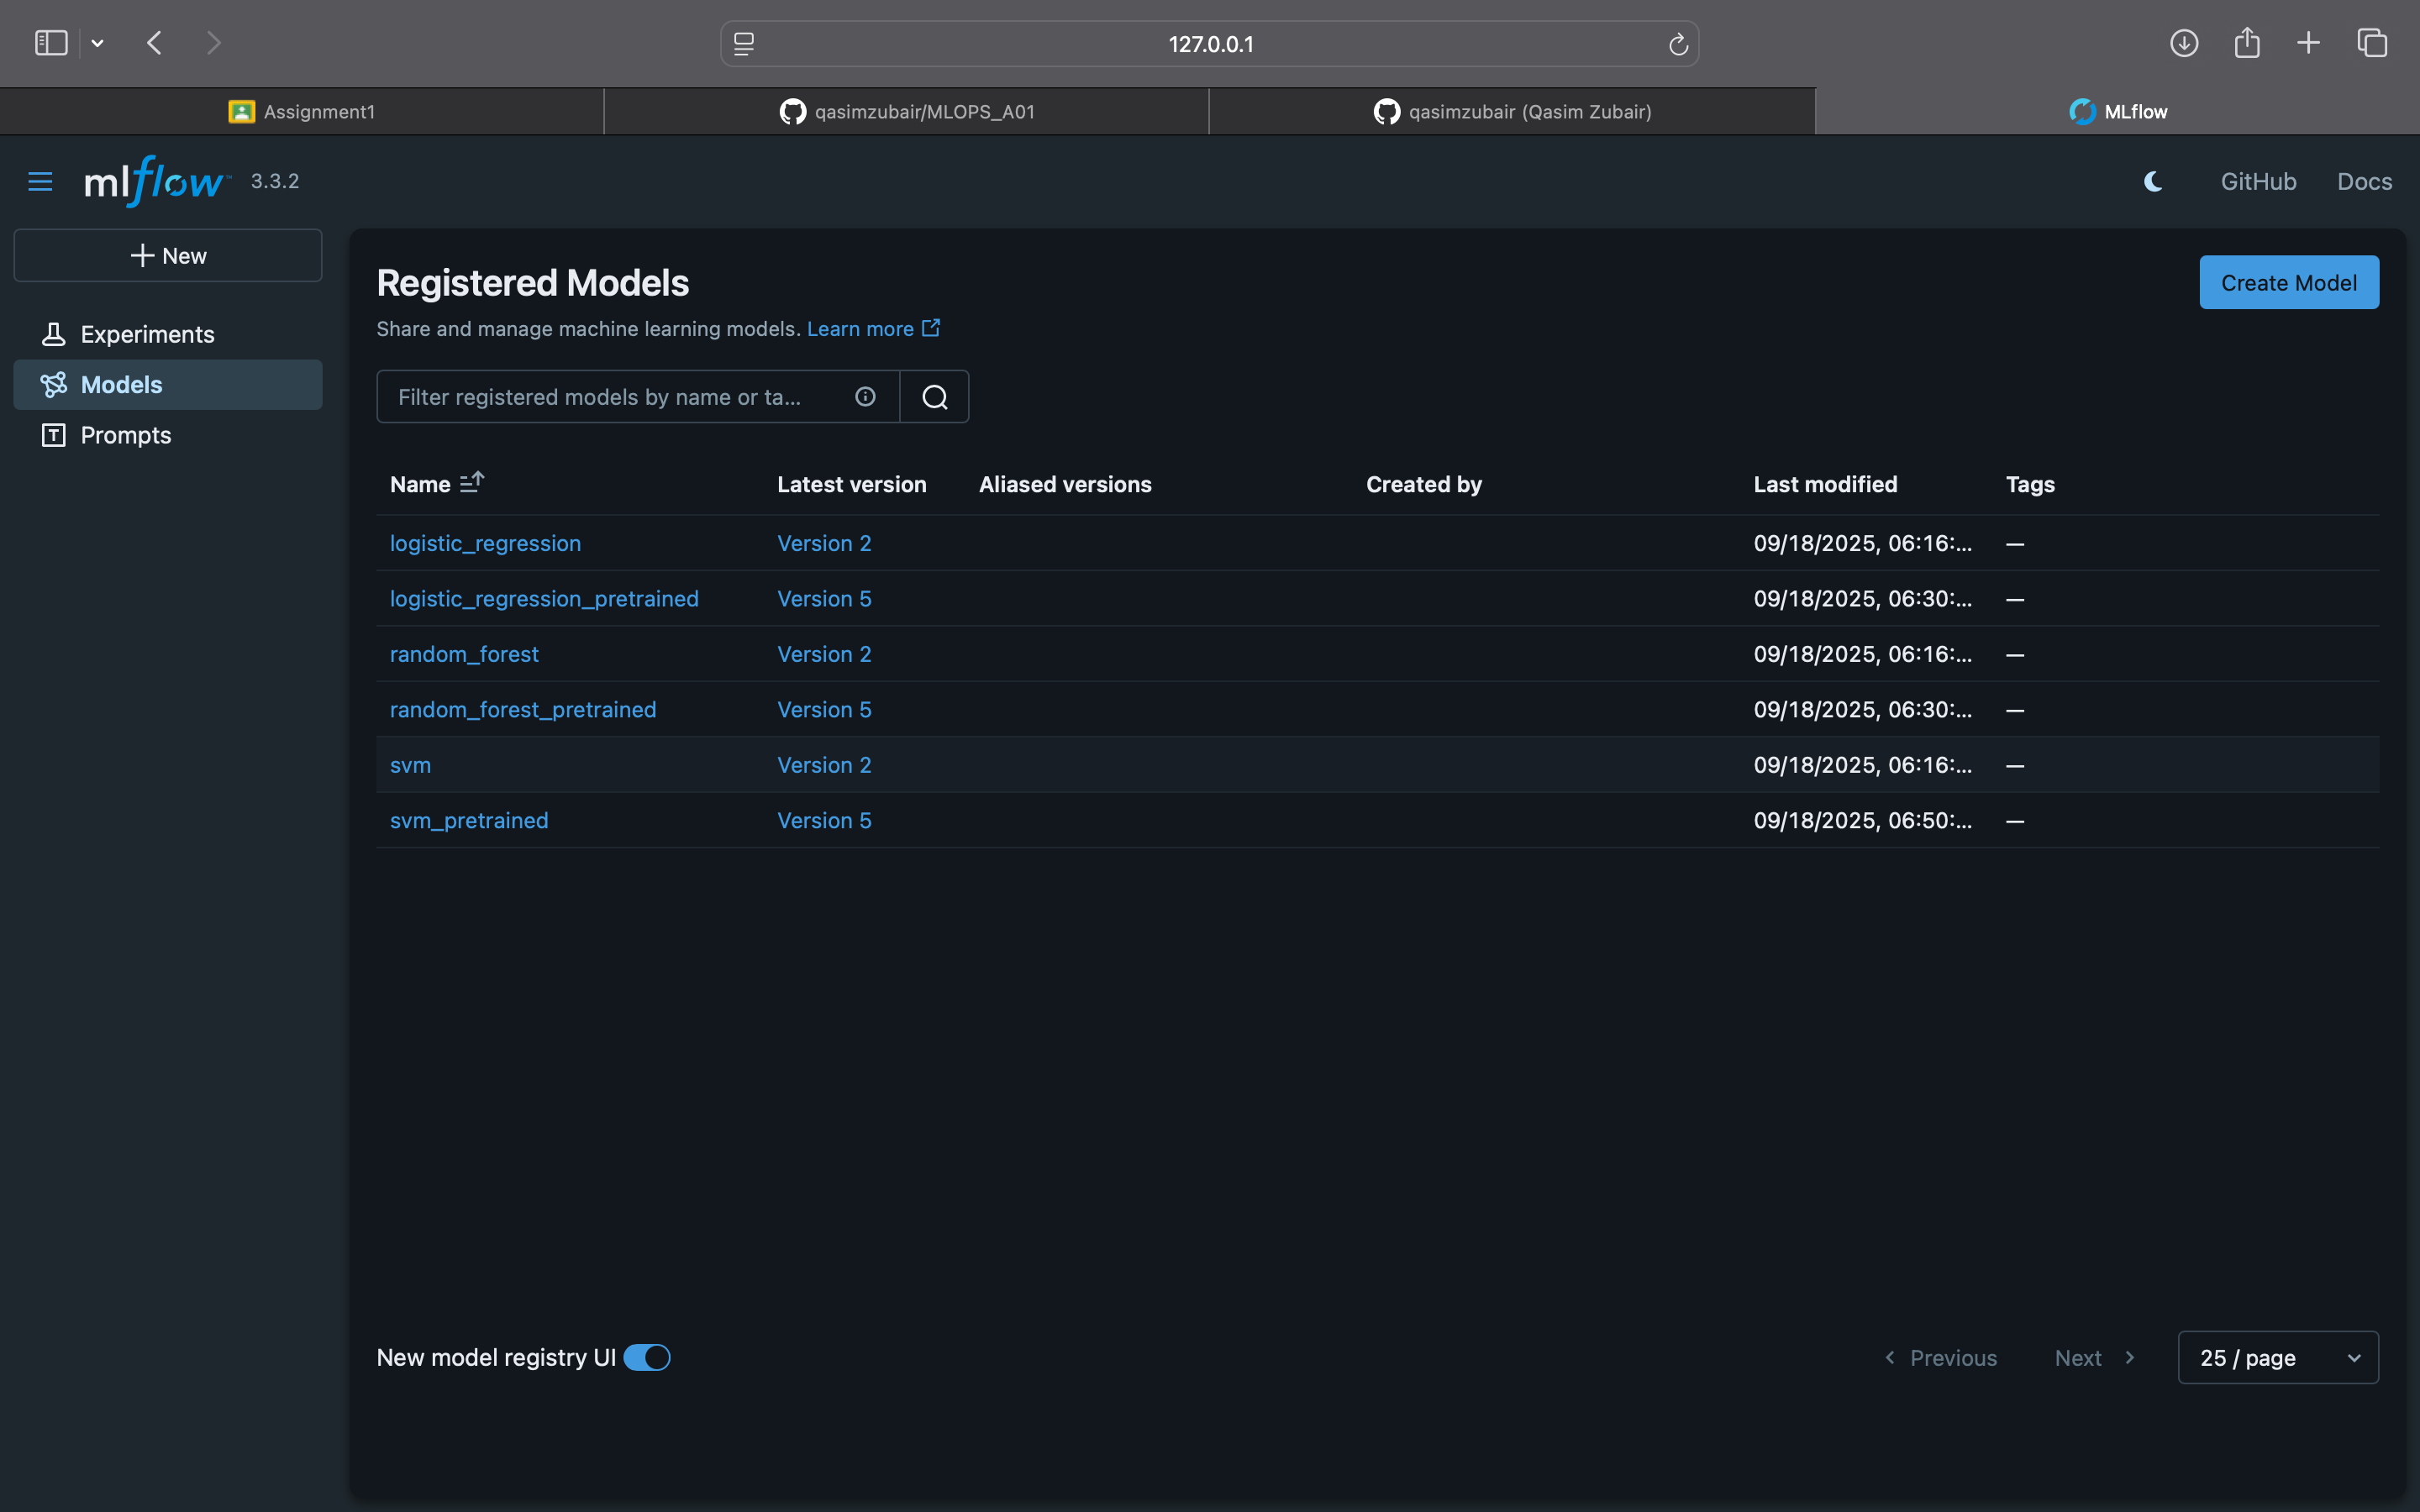 127.0.0.1
Assignment1
qasimzubair/MLOPS_A01
qasimzubair (Qasim Zubair)
MLflow
mlflow™ 3.3.2
GitHub
Docs
New
Experiments
Models
Prompts
Registered Models
Create Model
Share and manage machine learning models. Learn more
Filter registered models by name or ta...
Name Latest version Aliased versions Created by Last modified Tags
logistic_regression Version 2 09/18/2025, 06:16:... —
logistic_regression_pretrained Version 5 09/18/2025, 06:30:... —
random_forest Version 2 09/18/2025, 06:16:... —
random_forest_pretrained Version 5 09/18/2025, 06:30:... —
svm Version 2 09/18/2025, 06:16:... —
svm_pretrained Version 5 09/18/2025, 06:50:... —
New model registry UI
Previous
Next
25 / page